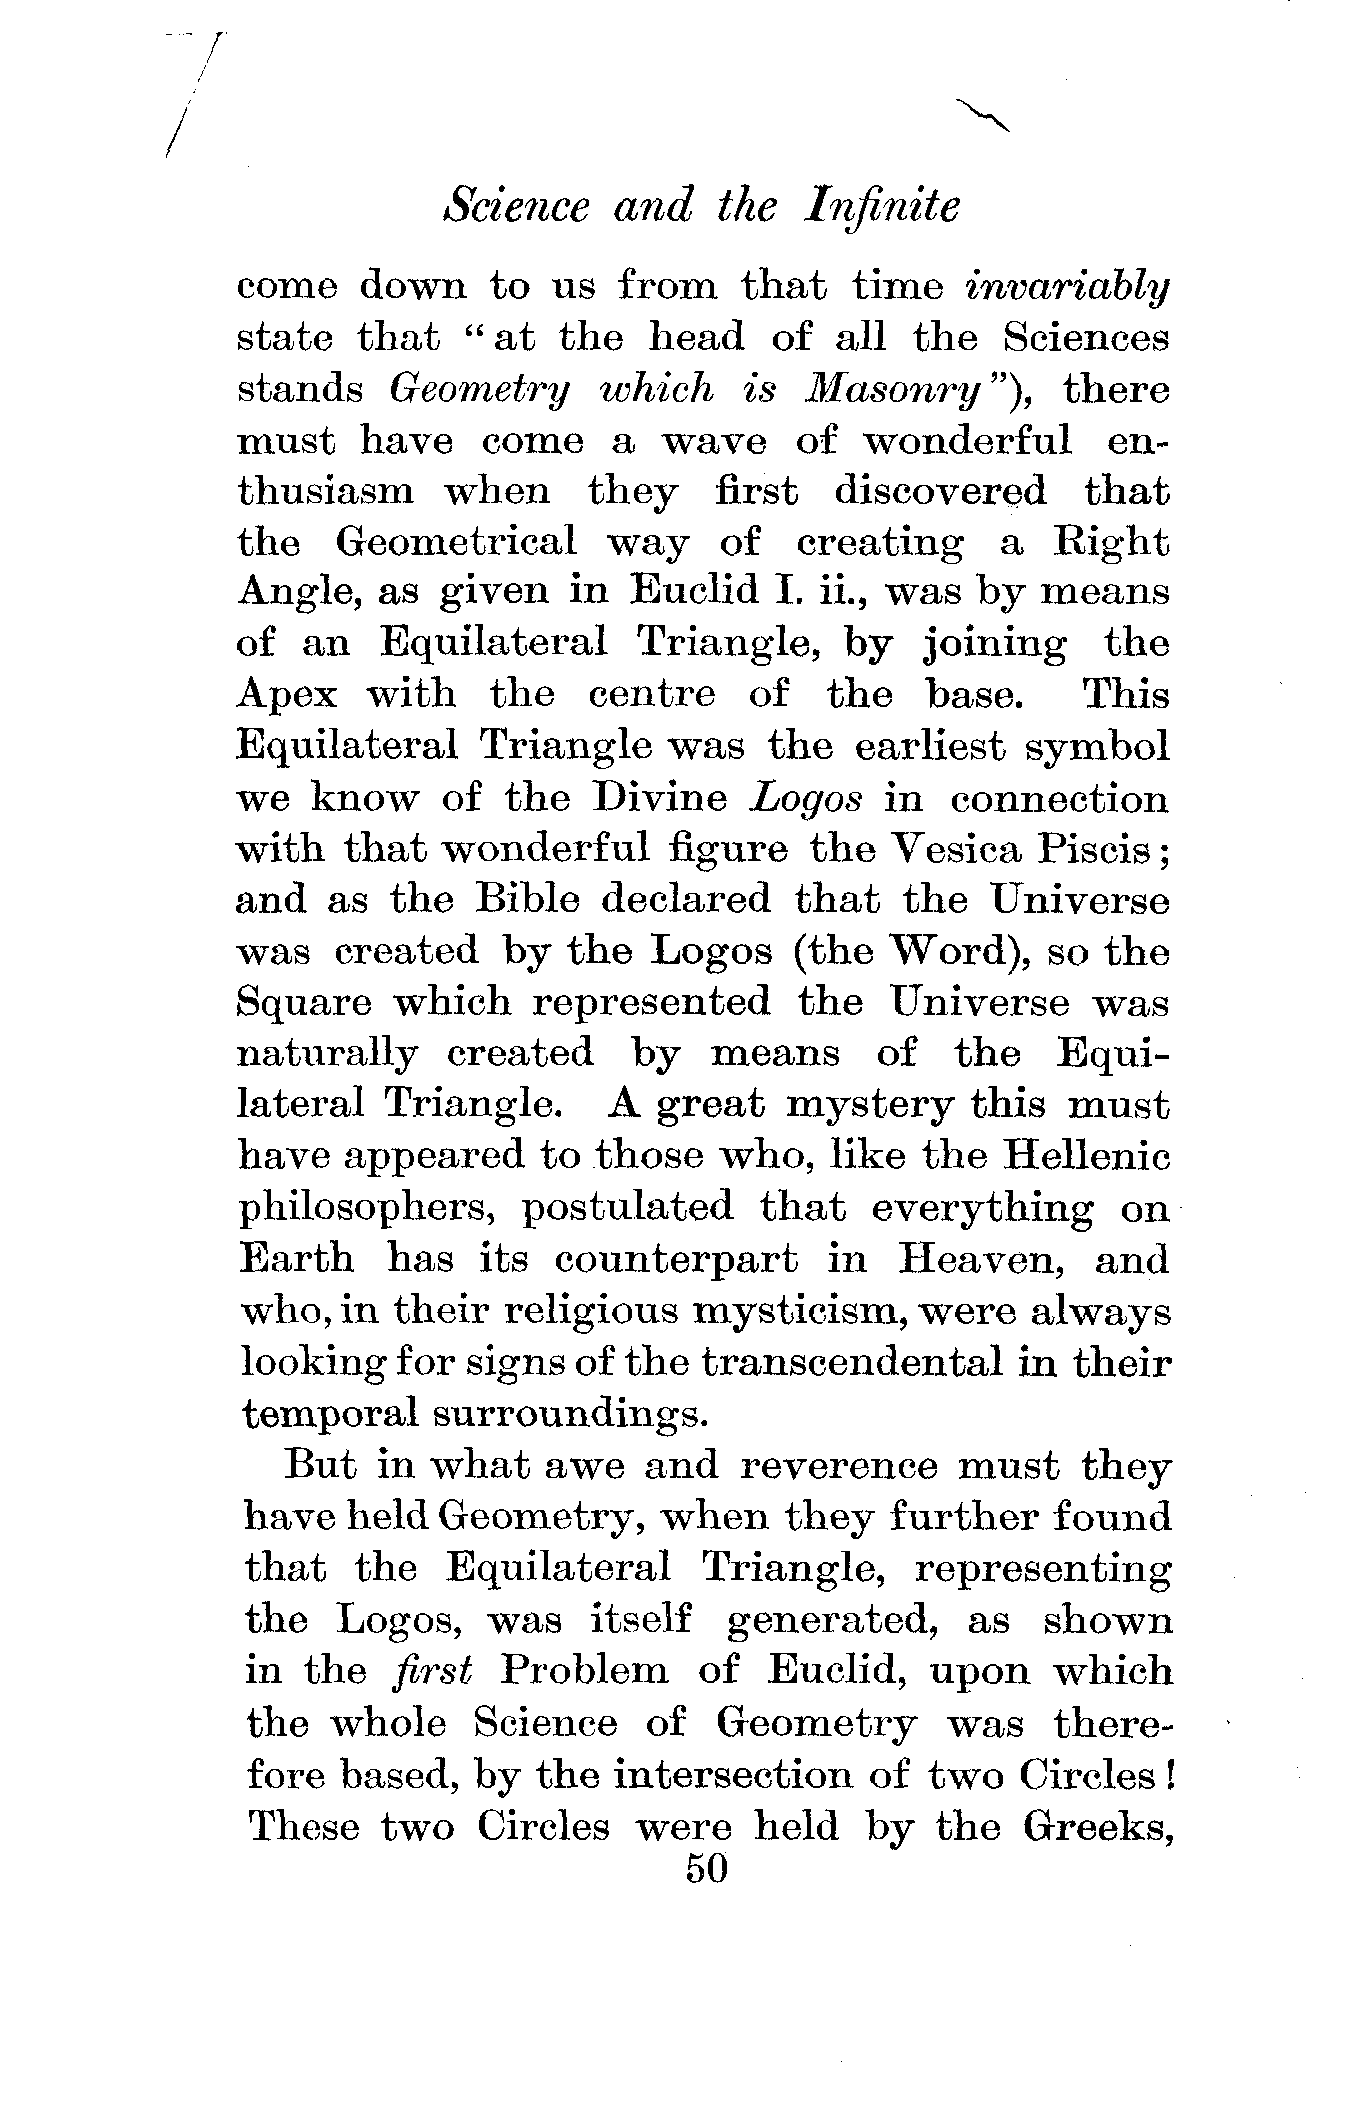 Science and the Infinite
come down to us from that time invariably
state that “ at the head of all the Sciences
stands Geometry which is Masonry ”), there
must have come a wave of wonderful en-
thusiasm when they first discovered that
the Geometrical way of creating a Right
Angle, as given in Euclid I. ii., was by means
of an Equilateral Triangle, by joining the
Apex with the centre of the base. This
Equilateral Triangle was the earliest symbol
we know of the Divine Logos in connection
with that wonderful figure the Vesica Piscis ;
and as the Bible declared that the Universe
was created by the Logos (the Word), so the
Square which represented the Universe was
naturally created by means of the Equi-
lateral Triangle. A great mystery this must
have appeared to those who, like the Hellenic
philosophers, postulated that everything on
Earth has its counterpart in Heaven, and
who, in their religious mysticism, were always
looking for signs of the transcendental in their
temporal surroundings.
But in what awe and reverence must they
have held Geometry, when they further found
that the Equilateral Triangle, representing
the Logos, was itself generated, as shown
in the first Problem of Euclid, upon which
the whole Science of Geometry was there-
fore based, by the intersection of two Circles !
These two Circles were held by the Greeks,
50